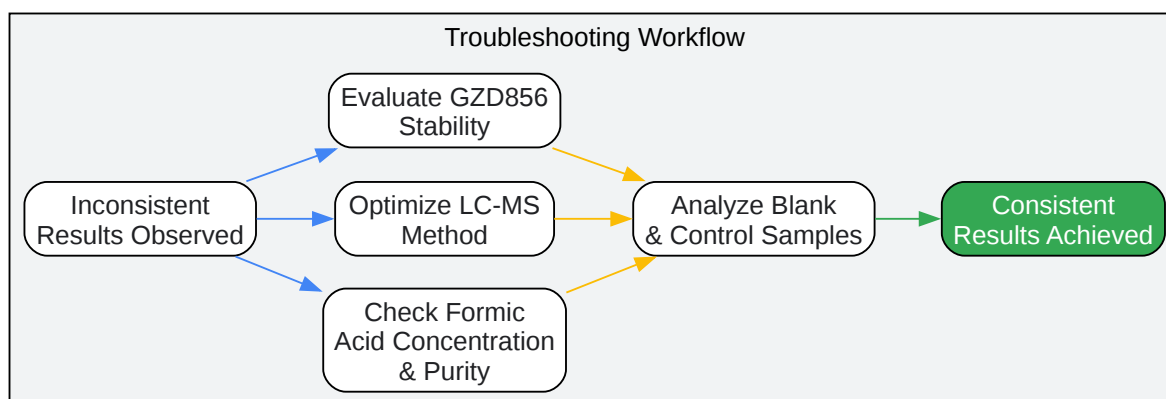 Troubleshooting Workflow
Evaluate GZD856
Stability
Inconsistent
Results Observed
Optimize LC-MS
Method
Check Formic
Acid Concentration
& Purity
Analyze Blank
& Control Samples
Consistent
Results Achieved